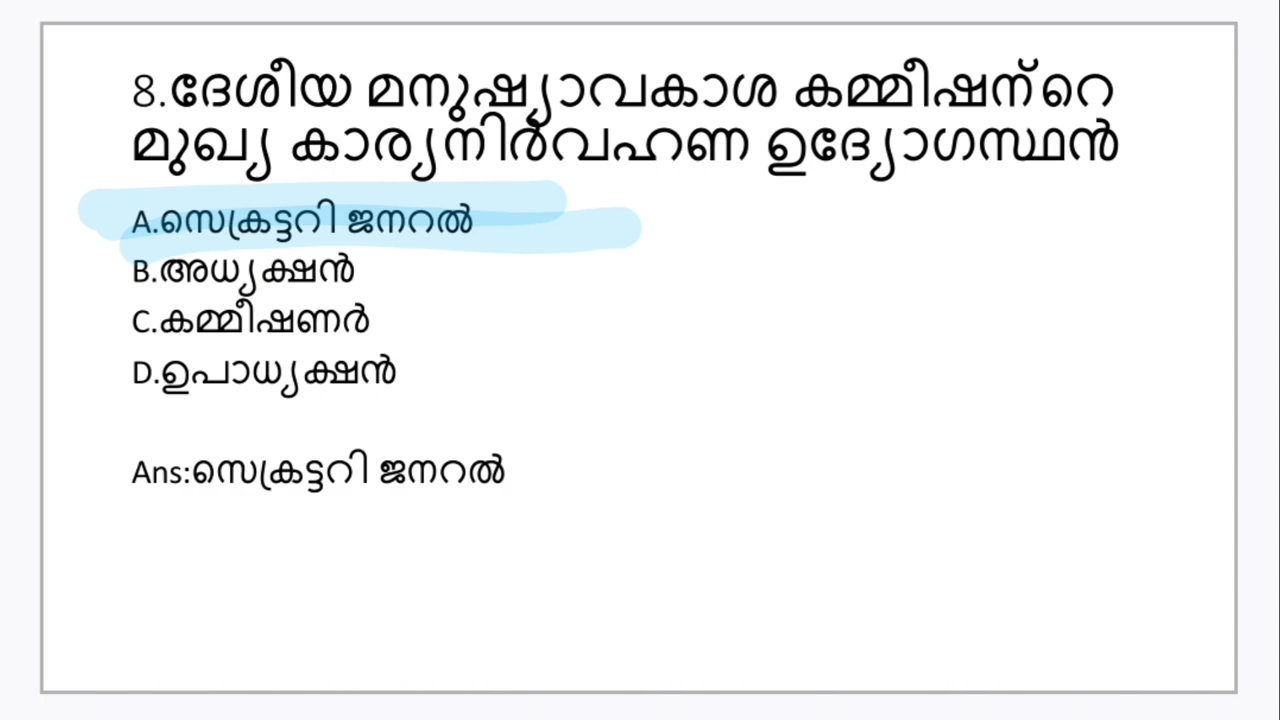 8.ദേശീയ മനുഷ്യാവകാശ കമ്മീഷന്റെ
മുഖ്യ കാര്യനിർവഹണ ഉദ്യോഗസ്ഥൻ
A.സെക്രട്ടറി ജനറൽ
B.അധ്യക്ഷൻ
C.കമ്മീഷണർ
D.ഉപാധ്യക്ഷൻ
Ans:സെക്രട്ടറി ജനറൽ